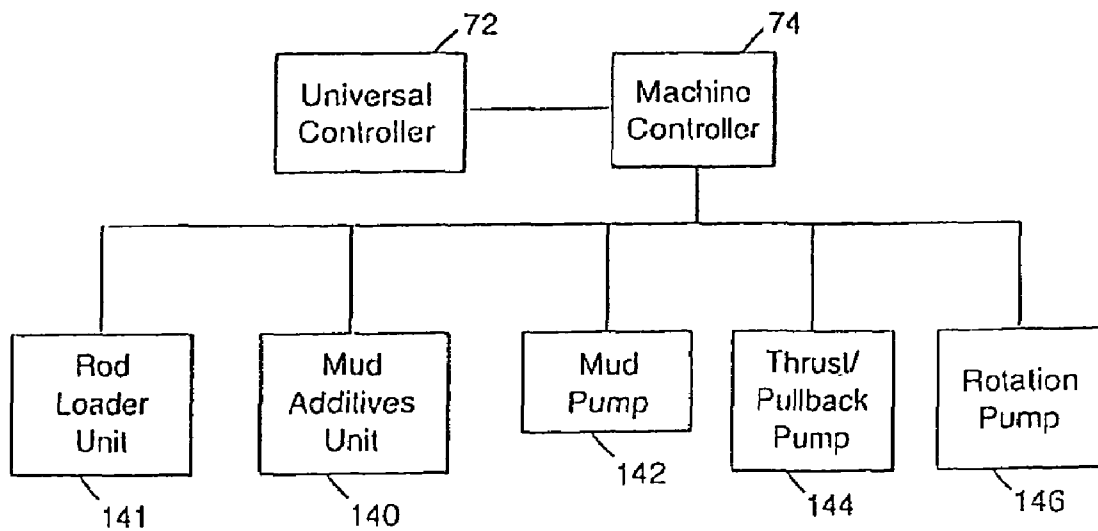 72
74
Universal
Controller
Machine
Controller
Rod
Loader
Unit
Mud
Additives
Unit
Mud
Pump
Thrust/
Pullback
Pump
Rotation
Pump
141
140
142
144
146